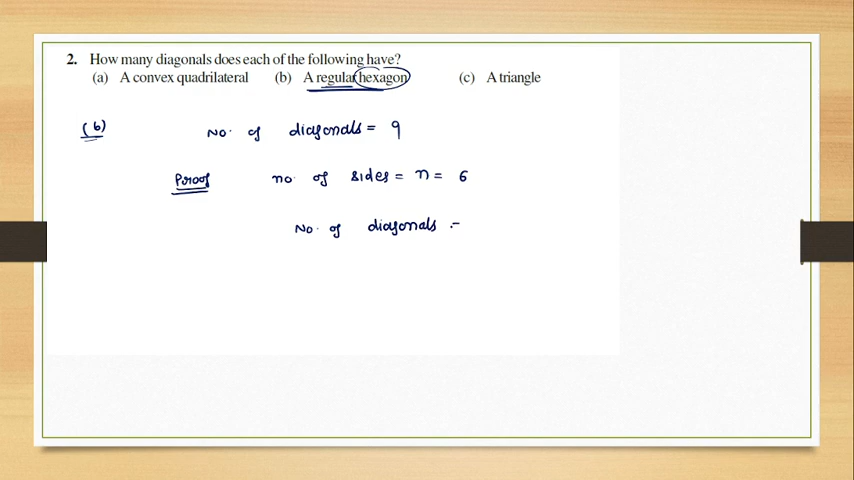 2. How many diagonals does each of the following have?
(a) A convex quadrilateral (b) A regular hexagon (c) A triangle
(b) No. of diagonals = 9
Proof no. of sides = n = 6
No. of diagonals =